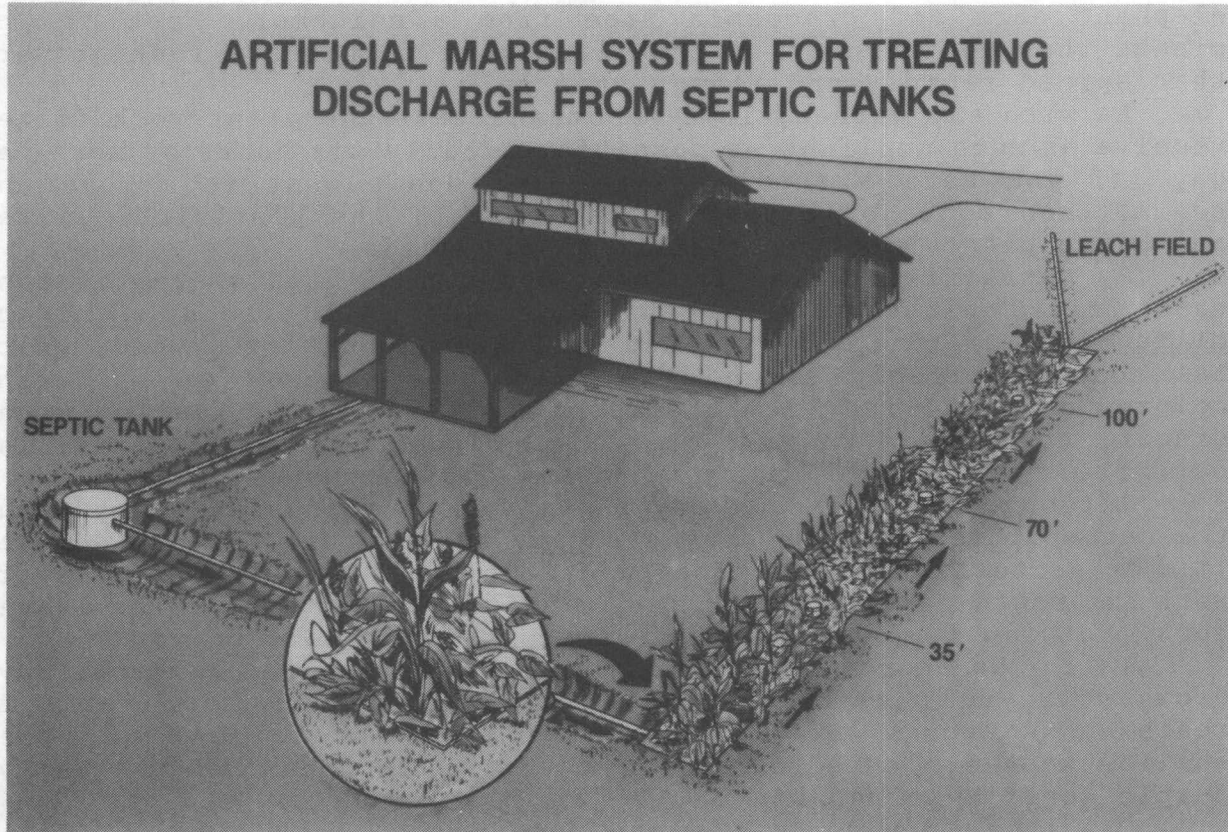 ARTIFICIAL MARSH SYSTEM FOR TREATING
DISCHARGE FROM SEPTIC TANKS
LEACH FIELD
SEPTIC TANK
100'
70'
35'